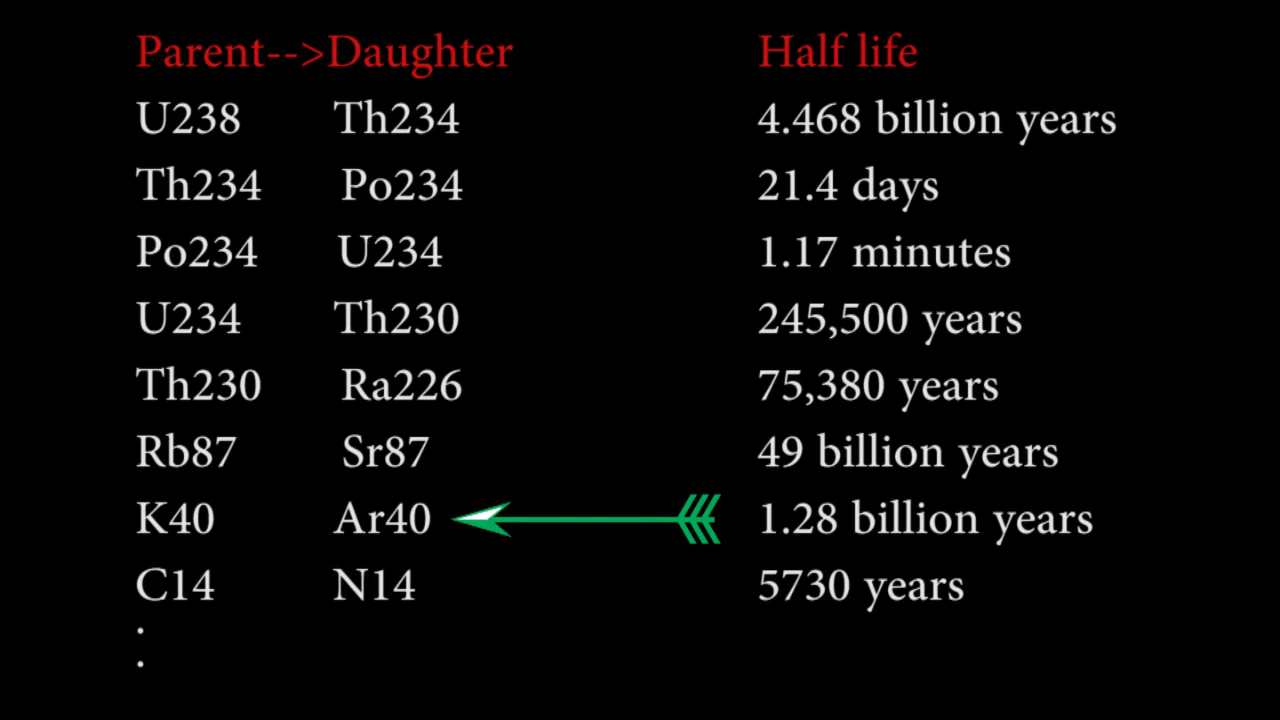 Parent-->Daughter Half life
U238 Th234 4.468 billion years
Th234 Po234 21.4 days
Po234 U234 1.17 minutes
U234 Th230 245,500 years
Th230 Ra226 75,380 years
Rb87 Sr87 49 billion years
K40 Ar40 1.28 billion years
C14 N14 5730 years
.
.